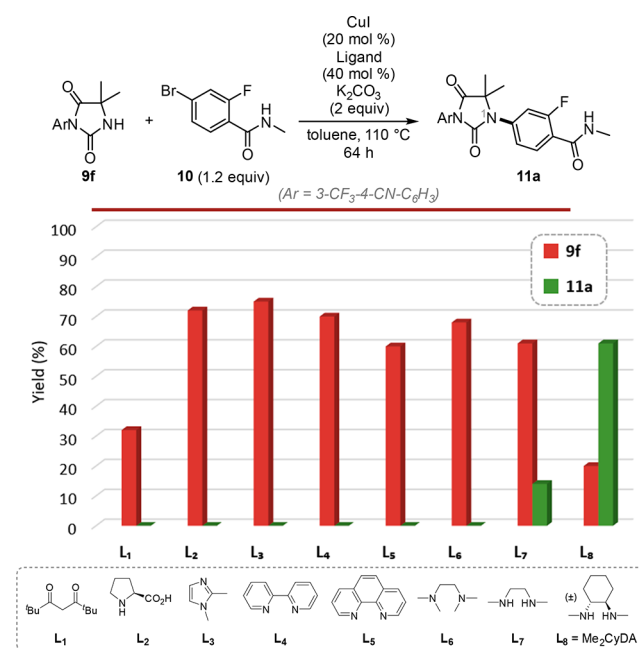 CuI
(20 mol %)
Ligand
(40 mol %)
K₂CO₃
(2 equiv)
toluene, 110 °C
64 h
O
ArN
NH
O
9f
+
Br
F
H
N
O
10 (1.2 equiv)
O
ArN
1
N
O
F
H
N
O
11a
(Ar = 3-CF₃-4-CN-C₆H₃)
Yield (%)
100
90
80
70
60
50
40
30
20
10
0
9f
11a
L₁ L₂ L₃ L₄ L₅ L₆ L₇ L₈
O O
tBu tBu
L₁
N
H
CO₂H
L₂
N
N
L₃
N N
L₄
N N
L₅
N N
L₆
NH HN
L₇
(±)
NH HN
L₈ = Me₂CyDA